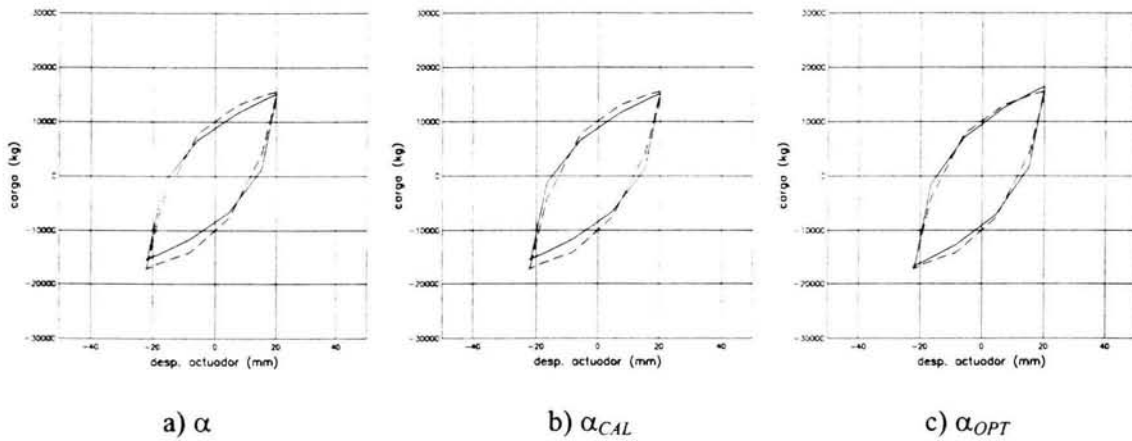 30000 30000 30000
20000 20000 20000
10000 10000 10000
0 0 0
-10000 -10000 -10000
-20000 -20000 -20000
-30000 -30000 -30000
carga (kg) carga (kg) carga (kg)
-40 -20 0 20 40 -40 -20 0 20 40 -40 -20 0 20 40
desp. actuador (mm) desp. actuador (mm) desp. actuador (mm)
a) α b) α_CAL c) α_OPT